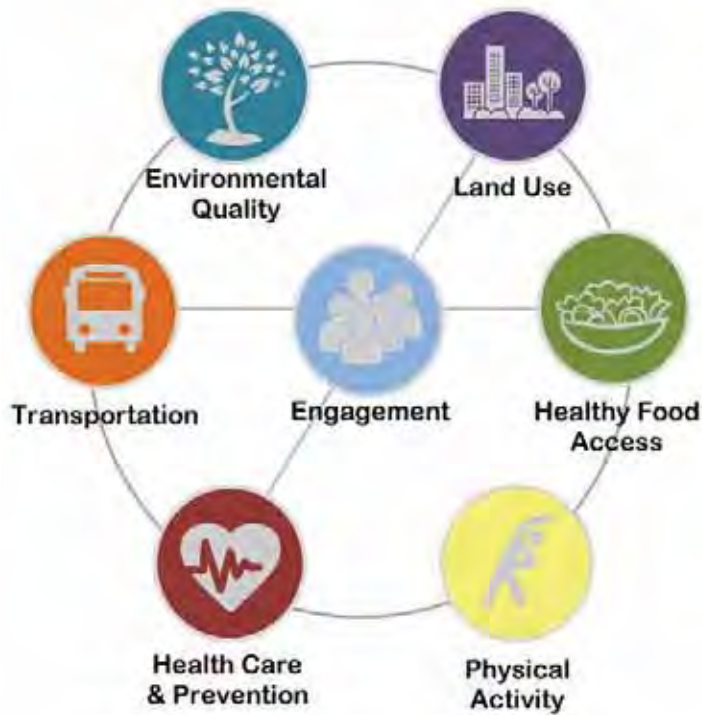 Environmental
Quality
Land Use
Transportation
Engagement
Healthy Food
Access
Health Care
& Prevention
Physical
Activity